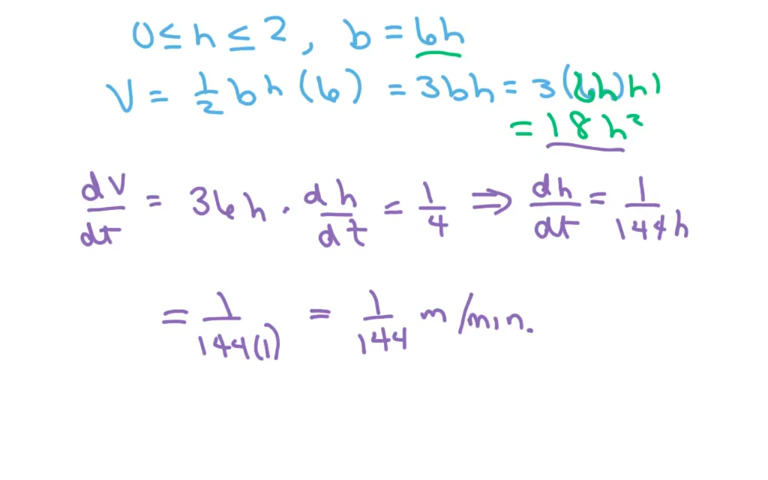 0 ≤ h ≤ 2, b = 6h
V = 1/2 bh (6) = 3bh = 3(6h)h
= 18h²
dV/dt = 36h · dh/dt = 1/4 ⇒ dh/dt = 1/144h
= 1/144(1) = 1/144 m/min.